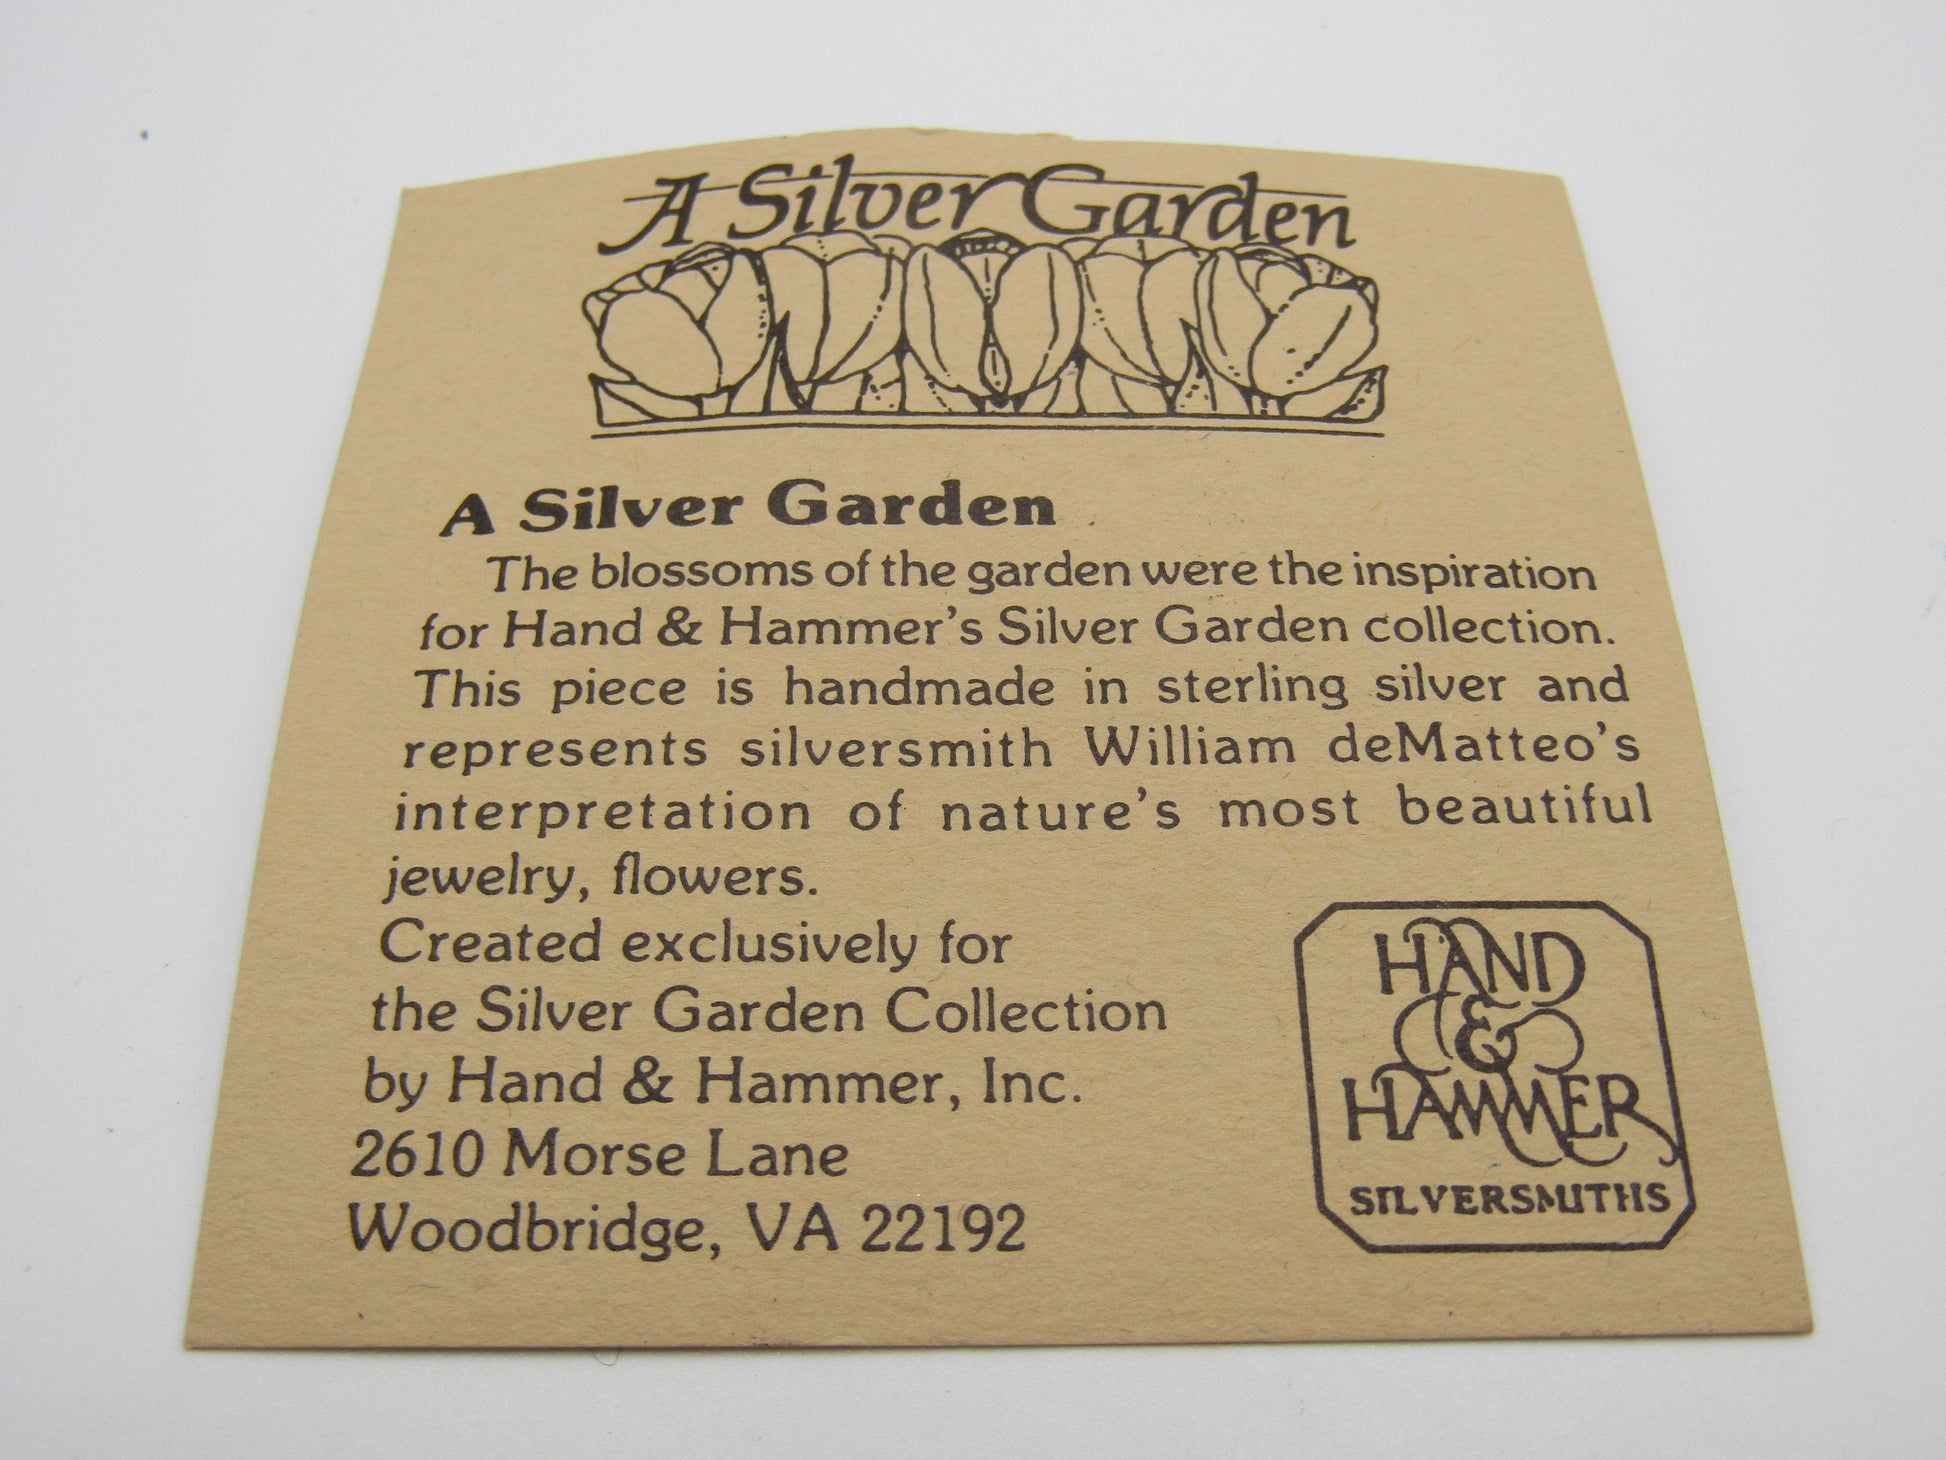 A Silver Garden
A Silver Garden
The blossoms of the garden were the inspiration
for Hand & Hammer's Silver Garden collection.
This piece is handmade in sterling silver and
represents silversmith William deMatteo's
interpretation of nature's most beautiful
jewelry, flowers.
Created exclusively for
the Silver Garden Collection
by Hand & Hammer, Inc.
2610 Morse Lane
Woodbridge, VA 22192
HAND
&
HAMMER
SILVERSMITHS